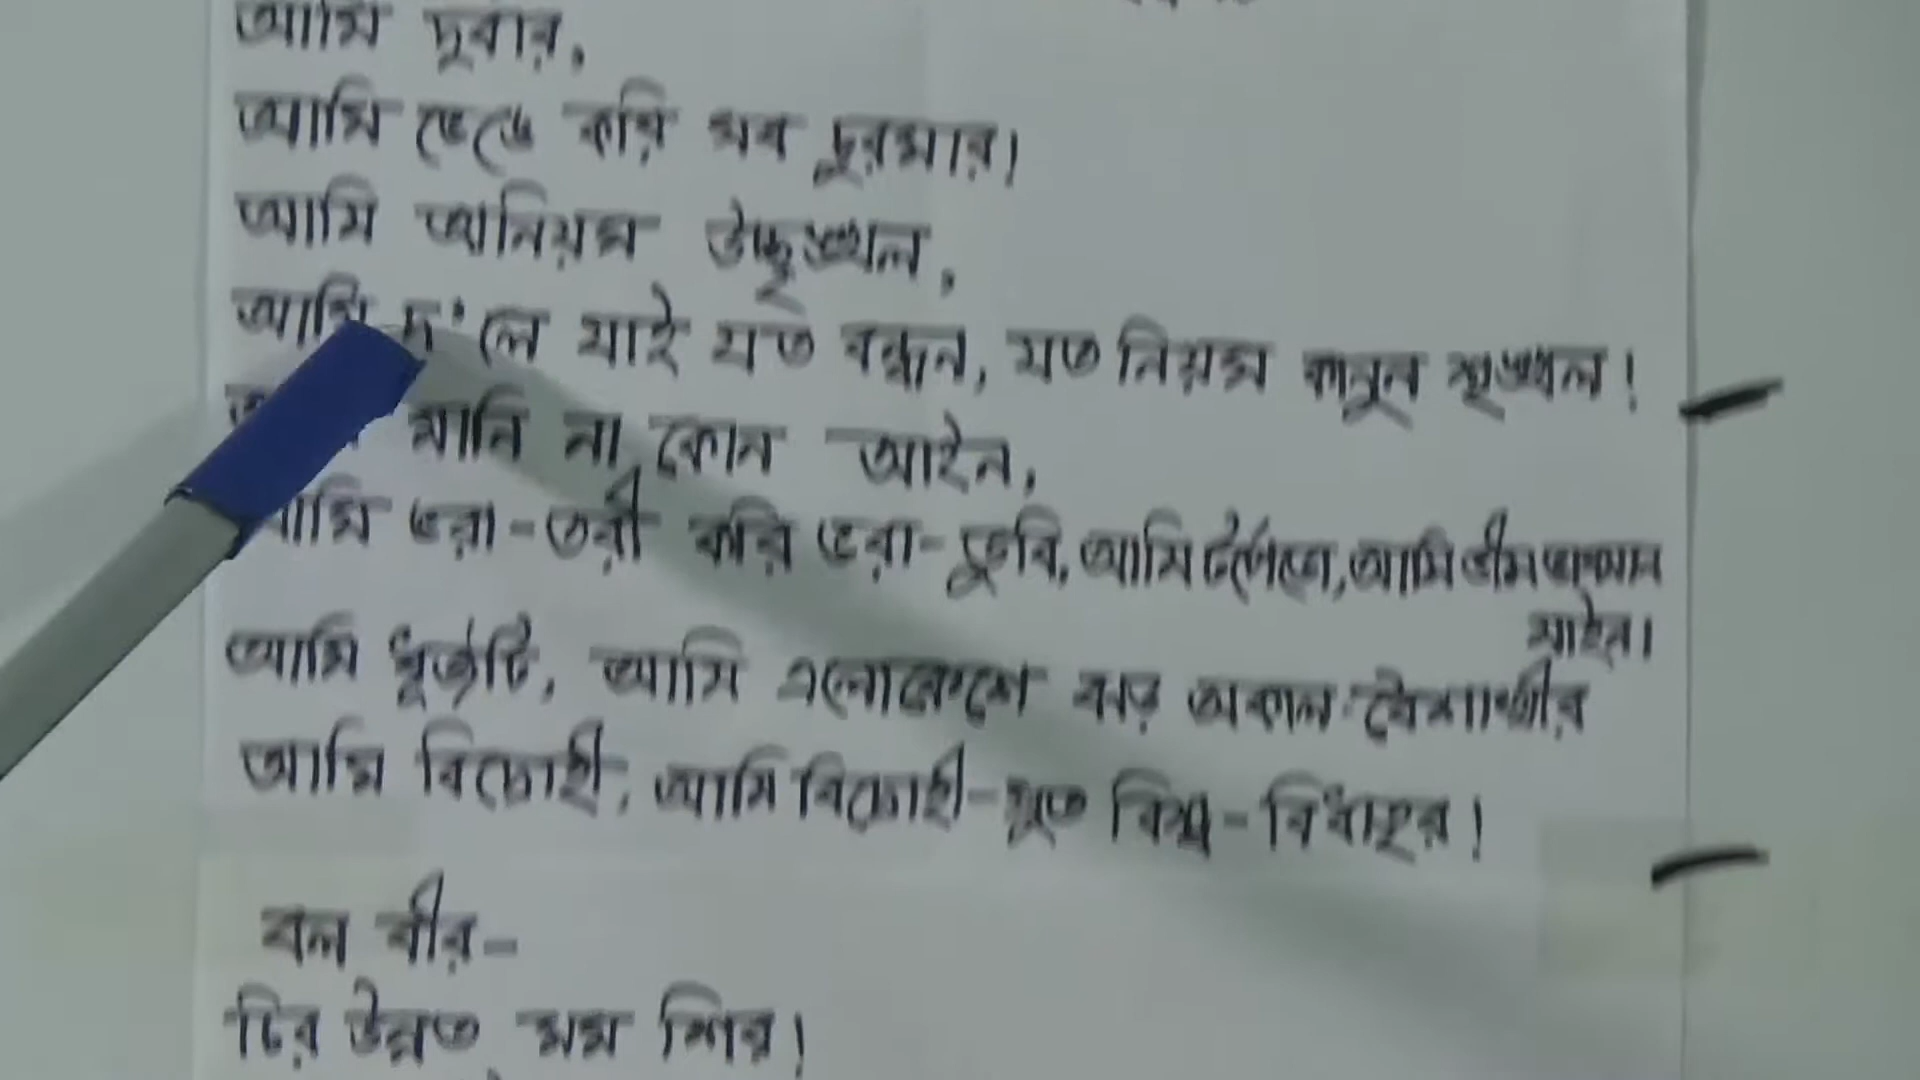 আমি দুর্বার,
আমি ভেঙে করি সব চুরমার।
আমি অনিয়ম উচ্ছৃঙ্খল,
আমি দ'লে যাই যত বন্ধন, যত নিয়ম কানুন শৃঙ্খল!
মানি না কোন আইন,
আমি ভরা-তরী করি ভরা-ডুবি, আমি টর্পেডো, আমি ভীম ভাসমান
মাইন।
আমি ধূর্জটি, আমি এলোকেশে ঝড় অকাল-বৈশাখীর
আমি বিদ্রোহী, আমি বিদ্রোহী-সুত বিশ্ব-বিধাতৃর!
বল বীর-
চির উন্নত মম শির!